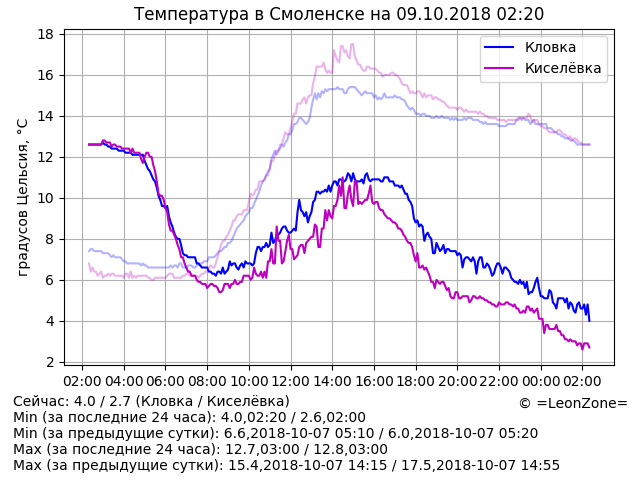 Температура в Смоленске на 09.10.2018 02:20
градусов Цельсия, °C
18
16
14
12
10
8
6
4
2
Кловка
Киселёвка
02:00 04:00 06:00 08:00 10:00 12:00 14:00 16:00 18:00 20:00 22:00 00:00 02:00
Сейчас: 4.0 / 2.7 (Кловка / Киселёвка)
© =LeonZone=
Min (за последние 24 часа): 4.0,02:20 / 2.6,02:00
Min (за предыдущие сутки): 6.6,2018-10-07 05:10 / 6.0,2018-10-07 05:20
Max (за последние 24 часа): 12.7,03:00 / 12.8,03:00
Max (за предыдущие сутки): 15.4,2018-10-07 14:15 / 17.5,2018-10-07 14:55